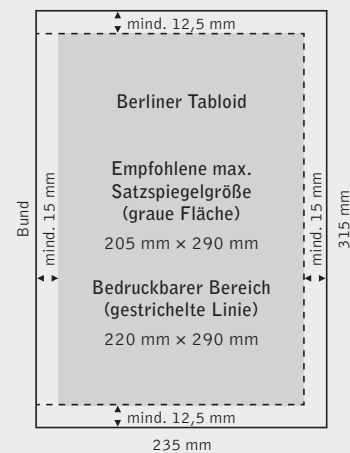 mind. 12,5 mm
Berliner Tabloid
Empfohlene max.
Satzspiegelgröße
(graue Fläche)
205 mm × 290 mm
Bedruckbarer Bereich
(gestrichelte Linie)
220 mm × 290 mm
Bund
mind. 15 mm
mind. 15 mm
315 mm
mind. 12,5 mm
235 mm